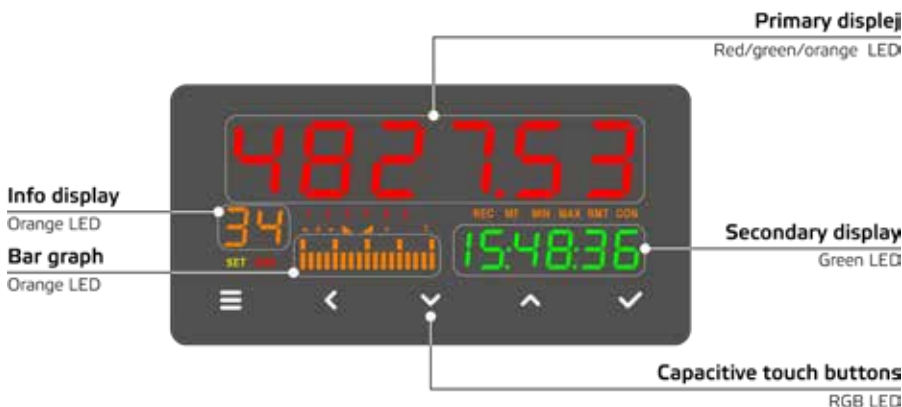 Primary displej
Red/green/orange LED
4827.53
Info display
Orange LED
34
REC MT MIN MAX RMT CON
15:48:36
Secondary display
Green LED
Bar graph
Orange LED
SET
Capacitive touch buttons
RGB LED